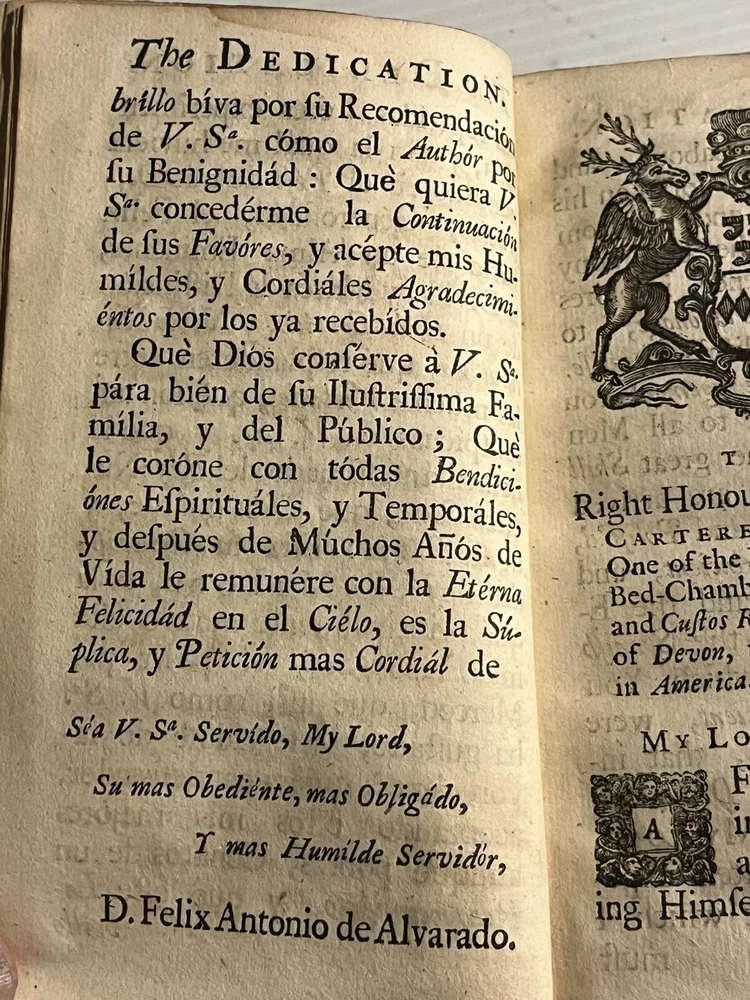 The DEDICATION.
brillo bíva por ſu Recomendación
de V. Sª. cómo el Authór por
ſu Benignidád : Què quiera V.
Sª. concedérme la Continuación
de ſus Favóres, y acépte mis Hu-
míldes, y Cordiáles Agradecimi-
éntos por los ya recebídos.
Què Diós conſérve à V. Sª.
pára bién de ſu Iluſtriſſima Fa-
mília, y del Público ; Què
le coróne con tódas Bendici-
ónes Eſpirituáles, y Temporáles,
y deſpués de Múchos Añós de
Vída le remunére con la Etérna
Felicidád en el Ciélo, es la Sú-
plica, y Petición mas Cordiál de
Séa V. Sª. Servído, My Lord,
Su mas Obediénte, mas Obligádo,
Y mas Humílde Servidór,
D. Felix Antonio de Alvarado.
T
Right Honou
CARTERE
One of the
Bed-Chamb
and Cuſtos R
of Devon,
in America.
MY LO
A F
i
a
ing Himſe